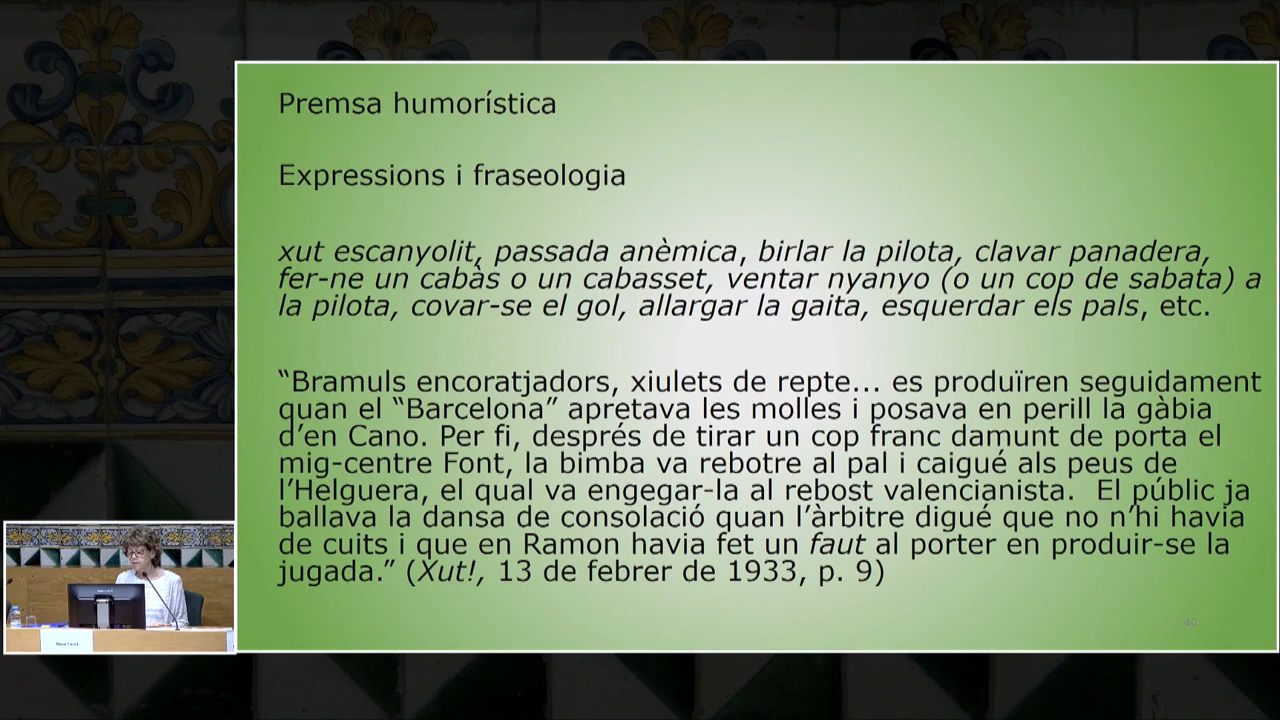 Premsa humorística
Expressions i fraseologia
xut escanyolit, passada anèmica, birlar la pilota, clavar panadera,
fer-ne un cabàs o un cabasset, ventar nyanyo (o un cop de sabata) a
la pilota, covar-se el gol, allargar la gaita, esquerdar els pals, etc.
“Bramuls encoratjadors, xiulets de repte... es produïren seguidament
quan el “Barcelona” apretava les molles i posava en perill la gàbia
d’en Cano. Per fi, després de tirar un cop franc damunt de porta el
mig-centre Font, la bimba va rebotre al pal i caigué als peus de
l’Helguera, el qual va engegar-la al rebost valencianista.  El públic ja
ballava la dansa de consolació quan l’àrbitre digué que no n’hi havia
de cuits i que en Ramon havia fet un faut al porter en produir-se la
jugada.” (Xut!, 13 de febrer de 1933, p. 9)
40